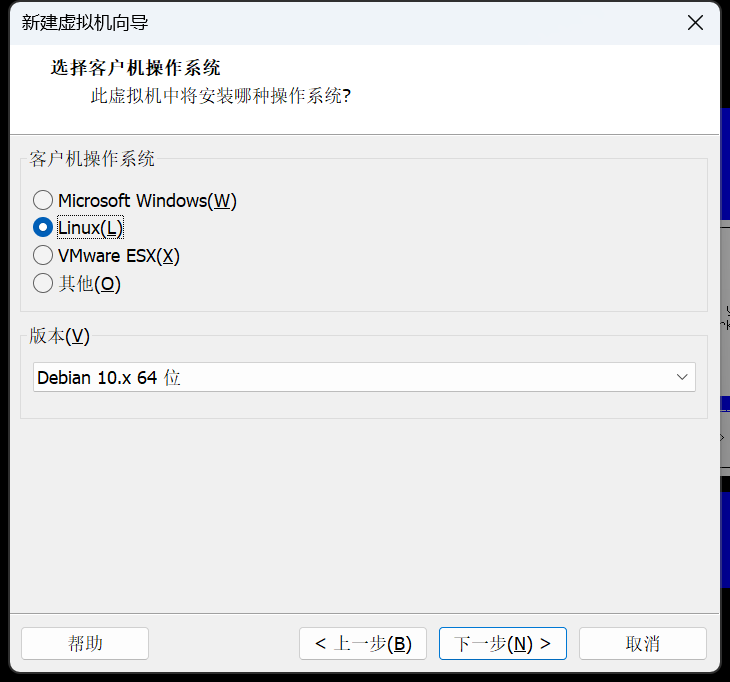 新建虚拟机向导
选择客户机操作系统
此虚拟机中将安装哪种操作系统?
客户机操作系统
Microsoft Windows(W)
Linux(L)
VMware ESX(X)
其他(O)
版本(V)
Debian 10.x 64 位
帮助
< 上一步(B)
下一步(N) >
取消